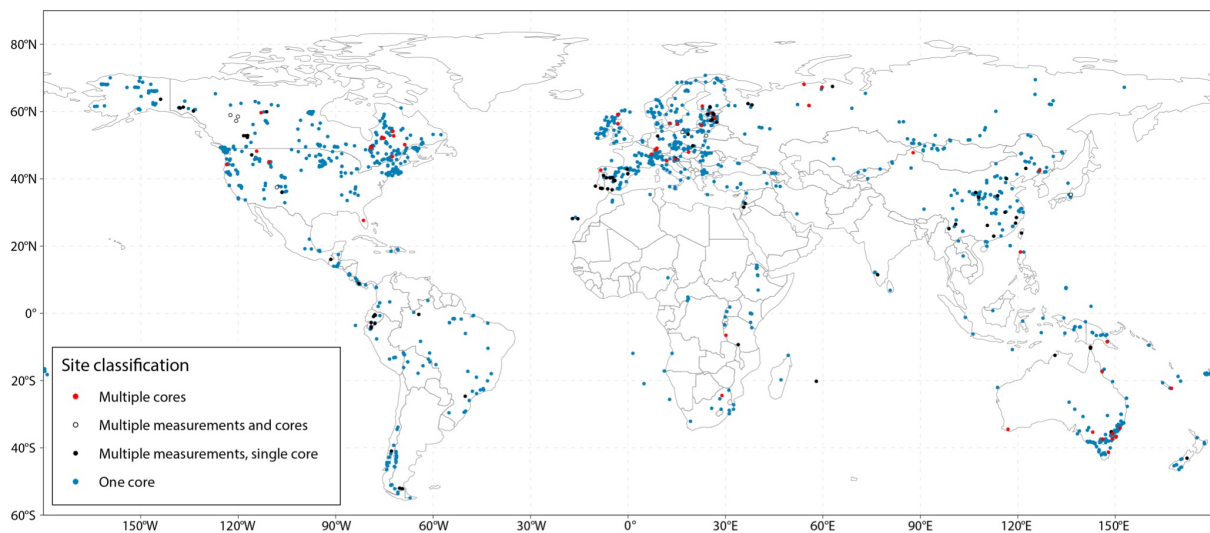 80°N
60°N
40°N
20°N
0°
20°S
40°S
60°S
Site classification
Multiple cores
Multiple measurements and cores
Multiple measurements, single core
One core
150°W
120°W
90°W
60°W
30°W
0°
30°E
60°E
90°E
120°E
150°E